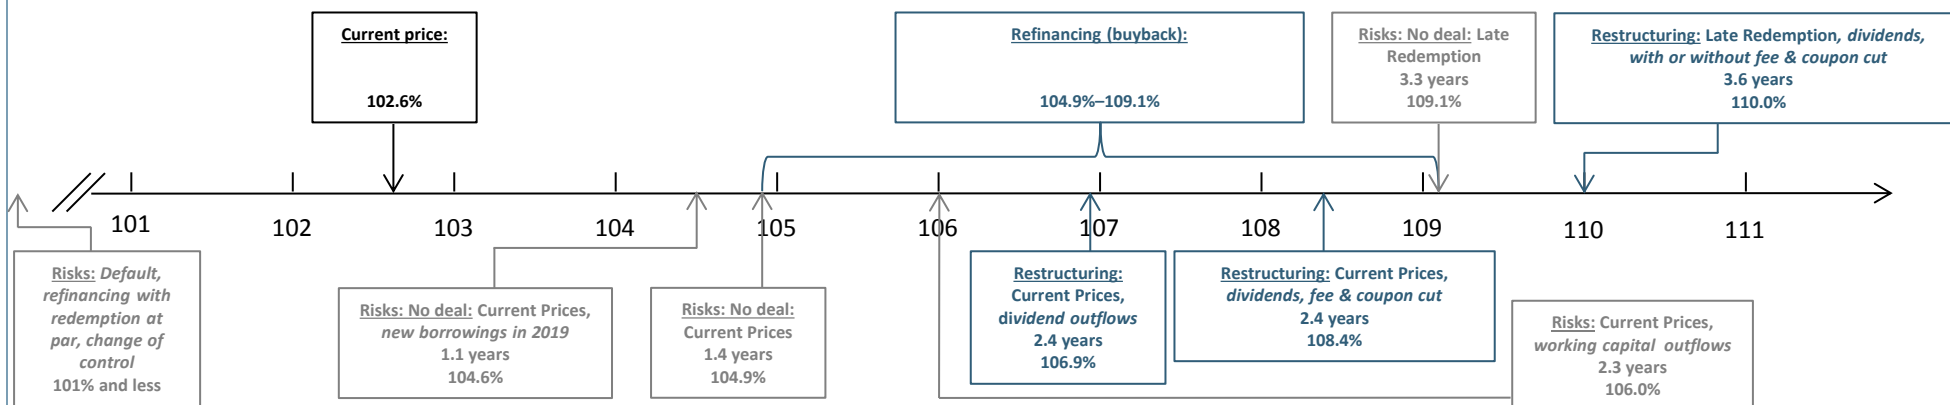 Current price:
102.6%
Refinancing (buyback):
104.9%–109.1%
Risks: No deal: Late
Redemption
3.3 years
109.1%
Restructuring: Late Redemption, dividends,
with or without fee & coupon cut
3.6 years
110.0%
101
102
103
104
105
106
107
108
109
110
111
Risks: Default,
refinancing with
redemption at
par, change of
control
101% and less
Risks: No deal: Current Prices,
new borrowings in 2019
1.1 years
104.6%
Risks: No deal:
Current Prices
1.4 years
104.9%
Restructuring:
Current Prices,
dividend outflows
2.4 years
106.9%
Restructuring: Current Prices,
dividends, fee & coupon cut
2.4 years
108.4%
Risks: Current Prices,
working capital outflows
2.3 years
106.0%